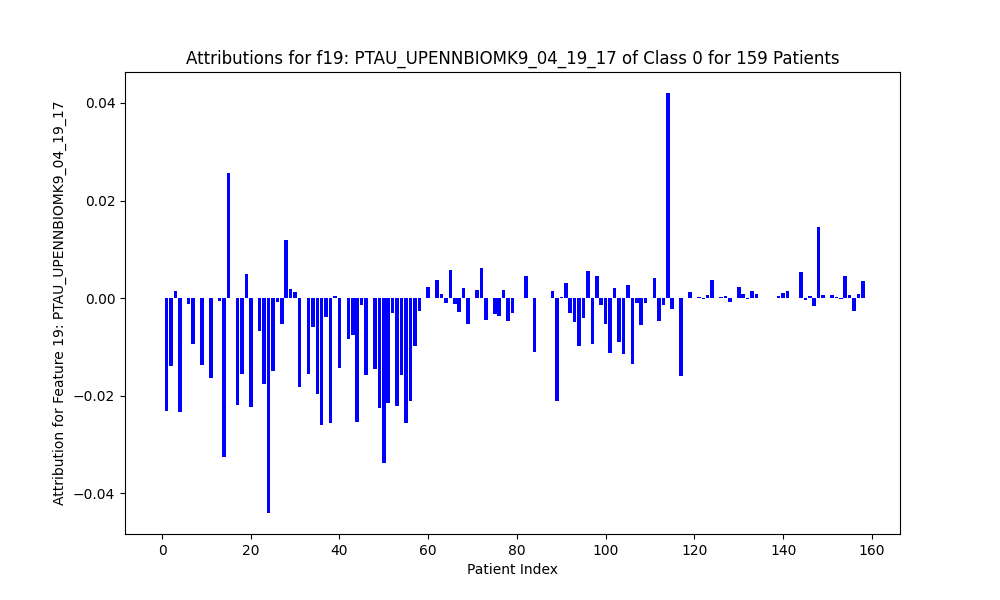 Attributions for f19: PTAU_UPENNBIOMK9_04_19_17 of Class 0 for 159 Patients
Attribution for Feature 19: PTAU_UPENNBIOMK9_04_19_17
0.04
0.02
0.00
−0.02
−0.04
0 20 40 60 80 100 120 140 160
Patient Index